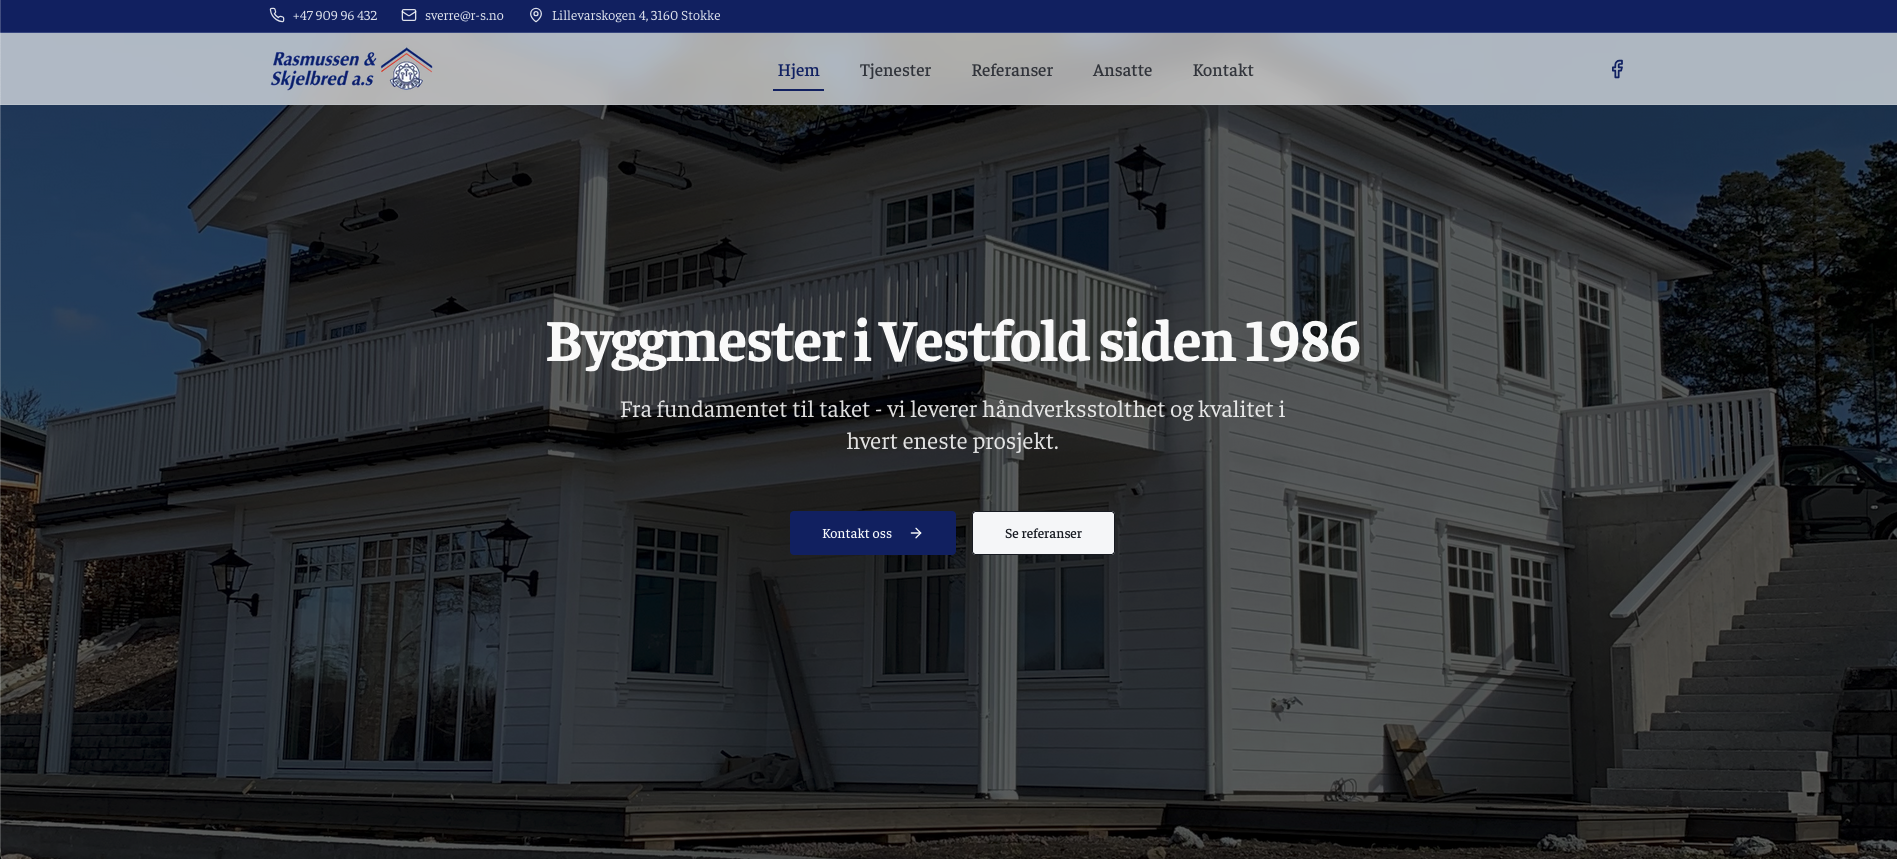 +47 909 96 432
sverre@r-s.no
Lillevarskogen 4, 3160 Stokke
Rasmussen &
Skjelbred a.s
Hjem
Tjenester
Referanser
Ansatte
Kontakt
Byggmester i Vestfold siden 1986
Fra fundamentet til taket - vi leverer håndverksstolthet og kvalitet i
hvert eneste prosjekt.
Kontakt oss
Se referanser